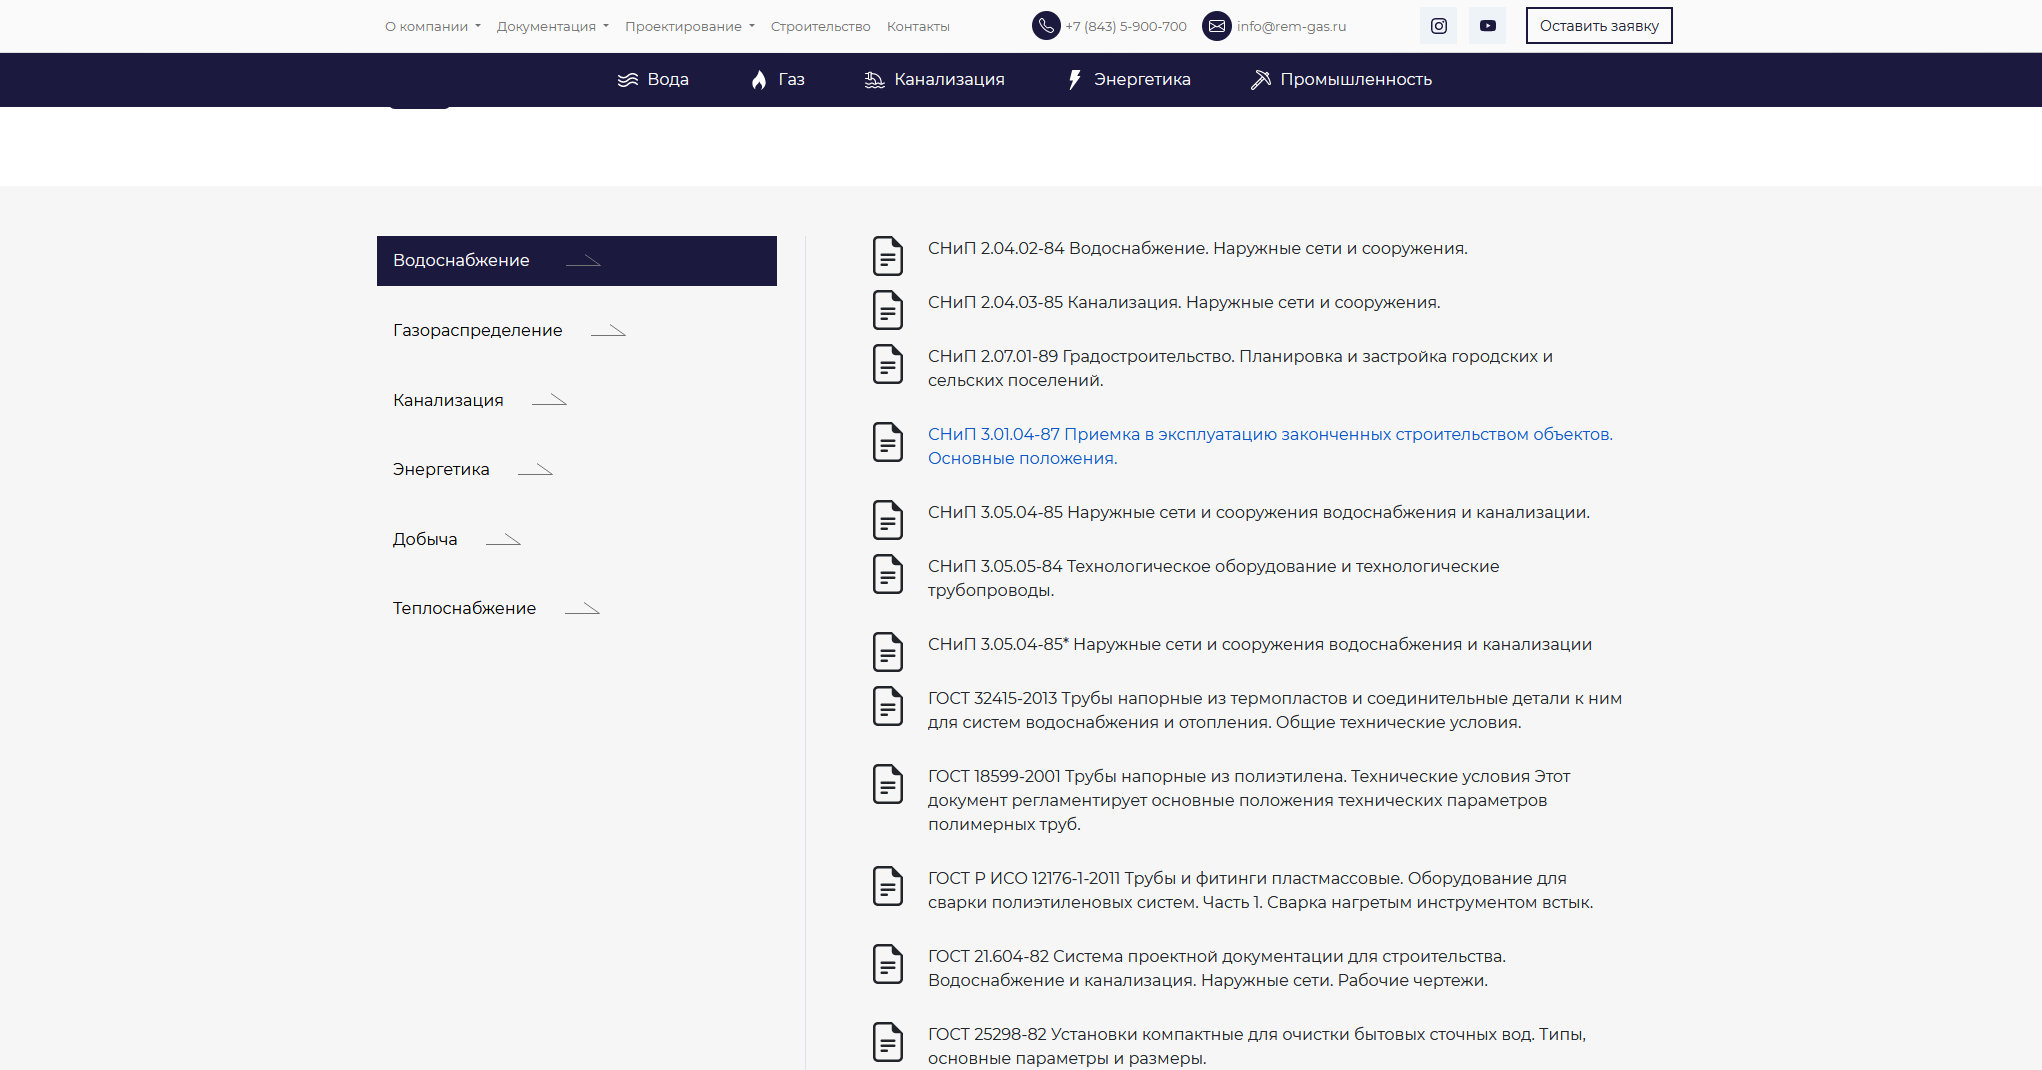 О компании
Документация
Проектирование
Строительство
Контакты
+7 (843) 5-900-700
info@rem-gas.ru
Оставить заявку
Вода
Газ
Канализация
Энергетика
Промышленность
Водоснабжение
Газораспределение
Канализация
Энергетика
Добыча
Теплоснабжение
СНиП 2.04.02-84 Водоснабжение. Наружные сети и сооружения.
СНиП 2.04.03-85 Канализация. Наружные сети и сооружения.
СНиП 2.07.01-89 Градостроительство. Планировка и застройка городских и
сельских поселений.
СНиП 3.01.04-87 Приемка в эксплуатацию законченных строительством объектов.
Основные положения.
СНиП 3.05.04-85 Наружные сети и сооружения водоснабжения и канализации.
СНиП 3.05.05-84 Технологическое оборудование и технологические
трубопроводы.
СНиП 3.05.04-85* Наружные сети и сооружения водоснабжения и канализации
ГОСТ 32415-2013 Трубы напорные из термопластов и соединительные детали к ним
для систем водоснабжения и отопления. Общие технические условия.
ГОСТ 18599-2001 Трубы напорные из полиэтилена. Технические условия Этот
документ регламентирует основные положения технических параметров
полимерных труб.
ГОСТ Р ИСО 12176-1-2011 Трубы и фитинги пластмассовые. Оборудование для
сварки полиэтиленовых систем. Часть 1. Сварка нагретым инструментом встык.
ГОСТ 21.604-82 Система проектной документации для строительства.
Водоснабжение и канализация. Наружные сети. Рабочие чертежи.
ГОСТ 25298-82 Установки компактные для очистки бытовых сточных вод. Типы,
основные параметры и размеры.